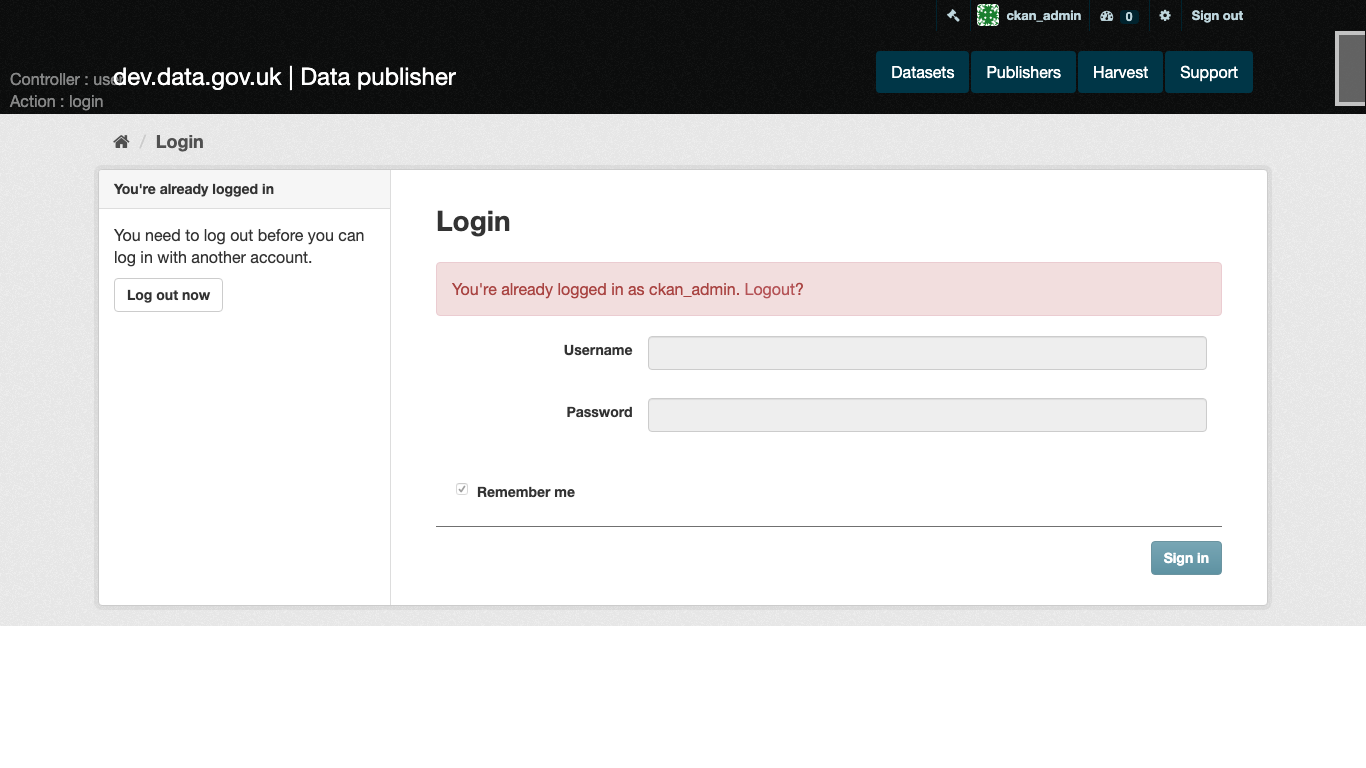 ckan_admin
0
Sign out
dev.data.gov.uk | Data publisher
Datasets
Publishers
Harvest
Support
Controller : user
Action : login
/ Login
You're already logged in
You need to log out before you can
log in with another account.
Log out now
Login
You're already logged in as ckan_admin. Logout?
Username
Password
Remember me
Sign in